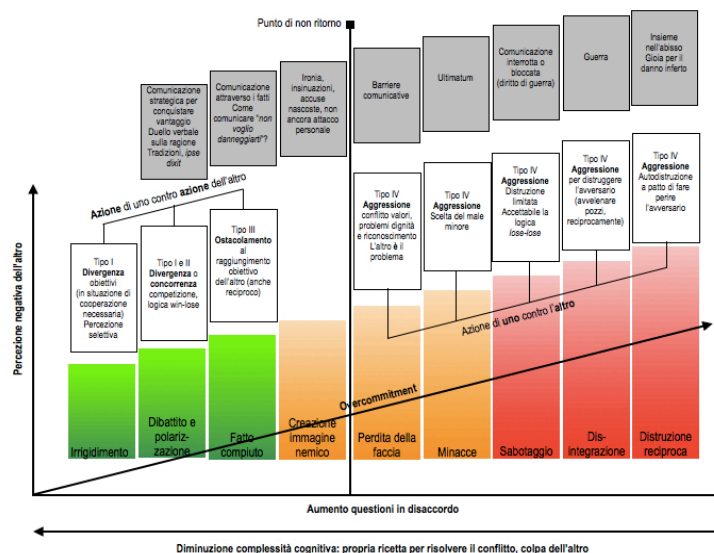 Punto di non ritorno
Comunicazione
strategica per
conquistare
vantaggio
Duello verbale
sulla ragione
Tradizioni, ipse
dixit
Comunicazione
attraverso i fatti
Come
comunicare "non
voglio
danneggiarti"?
Ironia,
insinuazioni,
accuse
nascoste, non
ancora attacco
personale
Barriere
comunicative
Ultimatum
Comunicazione
interrotta o
bloccata
(diritto di guerra)
Guerra
Insieme
nell'abisso
Gioia per il
danno inferto
Azione di uno contro azione dell'altro
Tipo I
Divergenza
obiettivi
(in situazione di
cooperazione
necessaria)
Percezione
selettiva
Tipo I e II
Divergenza o
concorrenza
competizione,
logica win-lose
Tipo III
Ostacolamento
al
raggiungimento
obiettivo
dell'altro (anche
reciproco)
Tipo IV
Aggressione
conflitto valori,
problemi dignità
e riconoscimento
L'altro è il
problema
Tipo IV
Aggressione
Scelta del male
minore
Tipo IV
Aggressione
Distruzione
limitata
Accettabile la
logica
lose-lose
Tipo IV
Aggressione
per distruggere
l'avversario
(avvelenare
pozzi,
reciprocamente)
Tipo IV
Aggressione
Autodistruzione
a patto di fare
perire
l'avversario
Azione di uno contro l'altro
Percezione negativa dell'altro
Overcommitment
Irrigidimento
Dibattito e
polariz-
zazione
Fatto
compiuto
Creazione
immagine
nemico
Perdita della
faccia
Minacce
Sabotaggio
Dis-
integrazione
Distruzione
reciproca
Aumento questioni in disaccordo
Diminuzione complessità cognitiva: propria ricetta per risolvere il conflitto, colpa dell'altro